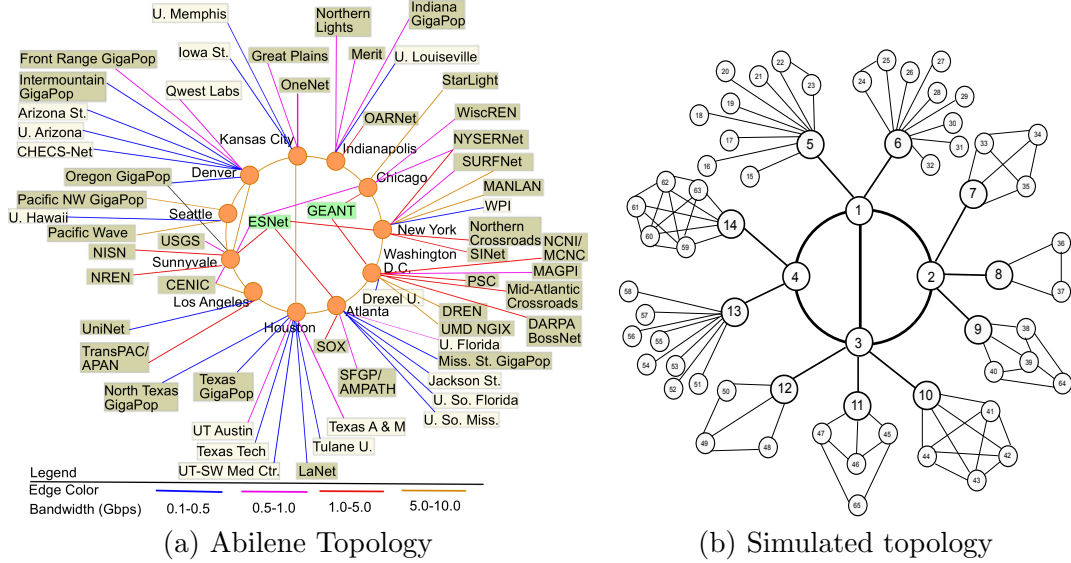 U. Memphis
Northern
Lights
Indiana
GigaPop
Iowa St.
Great Plains
Merit
U. Louiseville
Front Range GigaPop
Intermountain
GigaPop
Qwest Labs
OneNet
StarLight
Arizona St.
U. Arizona
CHECS-Net
OARNet
WiscREN
Kansas City
Indianapolis
NYSERNet
Oregon GigaPop
Denver
Chicago
SURFNet
Pacific NW GigaPop
MANLAN
U. Hawaii
Seattle
ESNet
GEANT
WPI
Pacific Wave
USGS
New York
Northern
Crossroads
SINet
NCNI/
MCNC
NISN
Sunnyvale
Washington
D.C.
MAGPI
NREN
CENIC
PSC
Mid-Atlantic
Crossroads
Los Angeles
Drexel U.
Houston
Atlanta
DREN
UMD NGIX
DARPA
BossNet
UniNet
SOX
U. Florida
TransPAC/
APAN
Miss. St. GigaPop
North Texas
GigaPop
Texas
GigaPop
SFGP/
AMPATH
Jackson St.
U. So. Florida
U. So. Miss.
UT Austin
Texas A & M
Texas Tech
Tulane U.
UT-SW Med Ctr.
LaNet
Legend
Edge Color
Bandwidth (Gbps)
0.1-0.5
0.5-1.0
1.0-5.0
5.0-10.0
(a) Abilene Topology
22
25
27
20
21
26
23
24
28
29
19
18
30
17
5
6
31
33
34
16
15
32
7
35
62
63
61
14
1
60
59
36
4
2
8
37
58
57
13
56
55
9
38
3
39
54
53
40
64
52
51
50
12
11
10
41
47
45
49
48
46
44
42
43
65
(b) Simulated topology